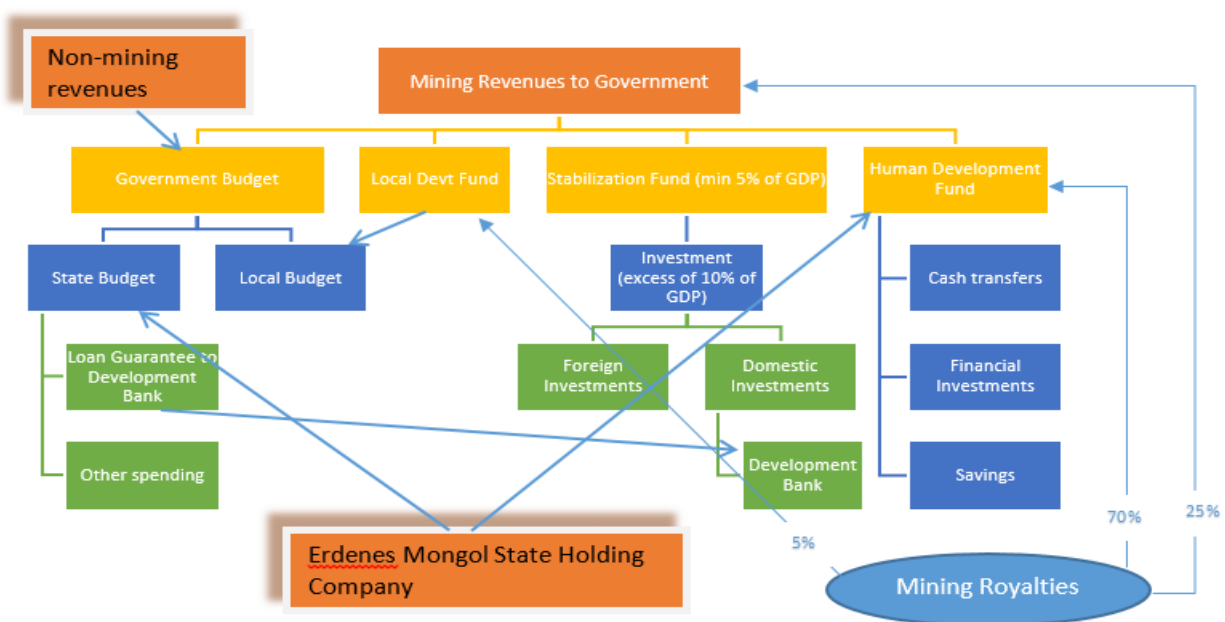 Non-mining
revenues
Mining Revenues to Government
Government Budget
Local Devt Fund
Stabilization Fund (min 5% of GDP)
Human Development
Fund
State Budget
Local Budget
Investment
(excess of 10% of
GDP)
Cash transfers
Loan Guarantee to
Development
Bank
Foreign
Investments
Domestic
Investments
Financial
Investments
Other spending
Development
Bank
Savings
70%
25%
5%
Erdenes Mongol State Holding
Company
Mining Royalties